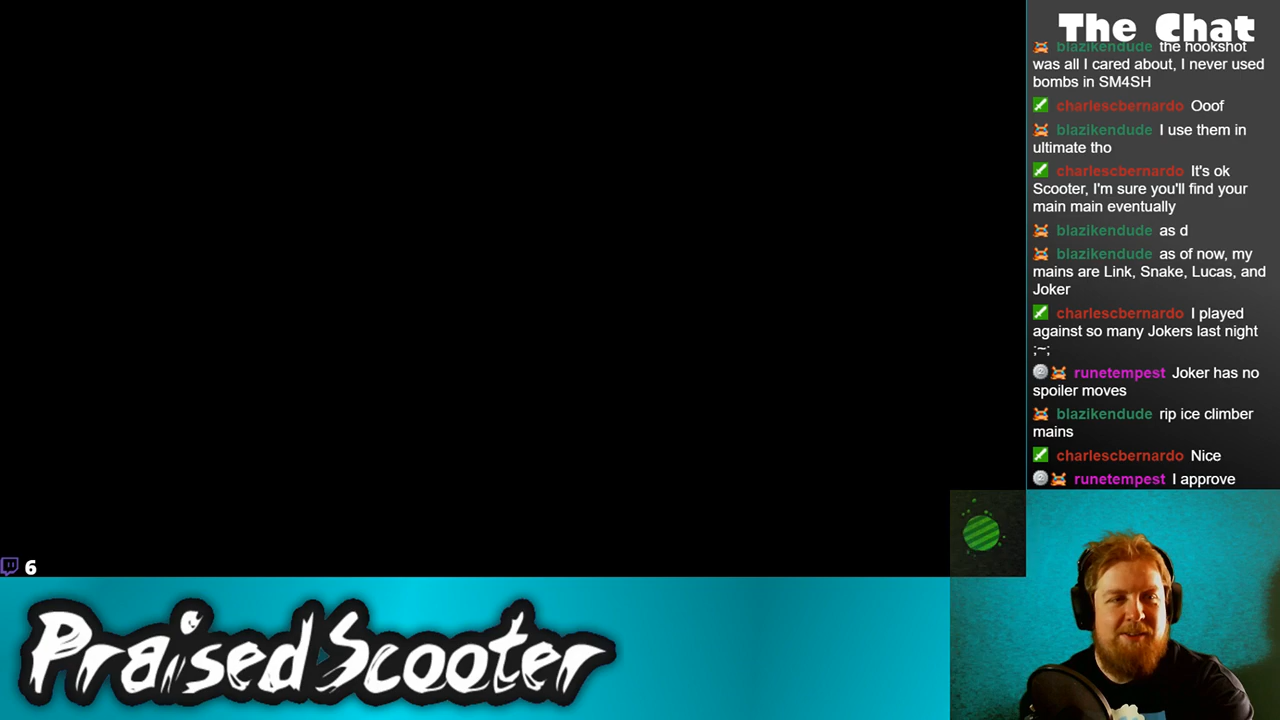 The Chat
blazikendude the hookshot
was all I cared about, I never used
bombs in SM4SH
charlescbernardo Ooof
blazikendude I use them in
ultimate tho
charlescbernardo It's ok
Scooter, I'm sure you'll find your
main main eventually
blazikendude as d
blazikendude as of now, my
mains are Link, Snake, Lucas, and
Joker
charlescbernardo I played
against so many Jokers last night
;~;
runetempest Joker has no
spoiler moves
blazikendude rip ice climber
mains
charlescbernardo Nice
runetempest I approve
6
PraisedScooter